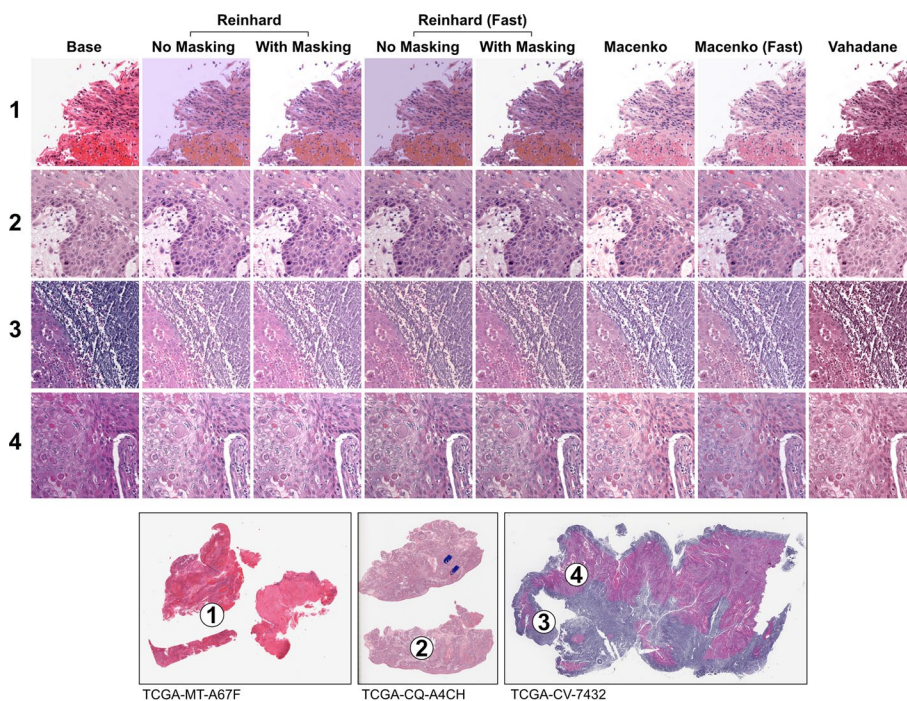 Reinhard Reinhard (Fast)
Base No Masking With Masking No Masking With Masking Macenko Macenko (Fast) Vahadane
1
2
3
4
1 2 4 3
TCGA-MT-A67F TCGA-CQ-A4CH TCGA-CV-7432